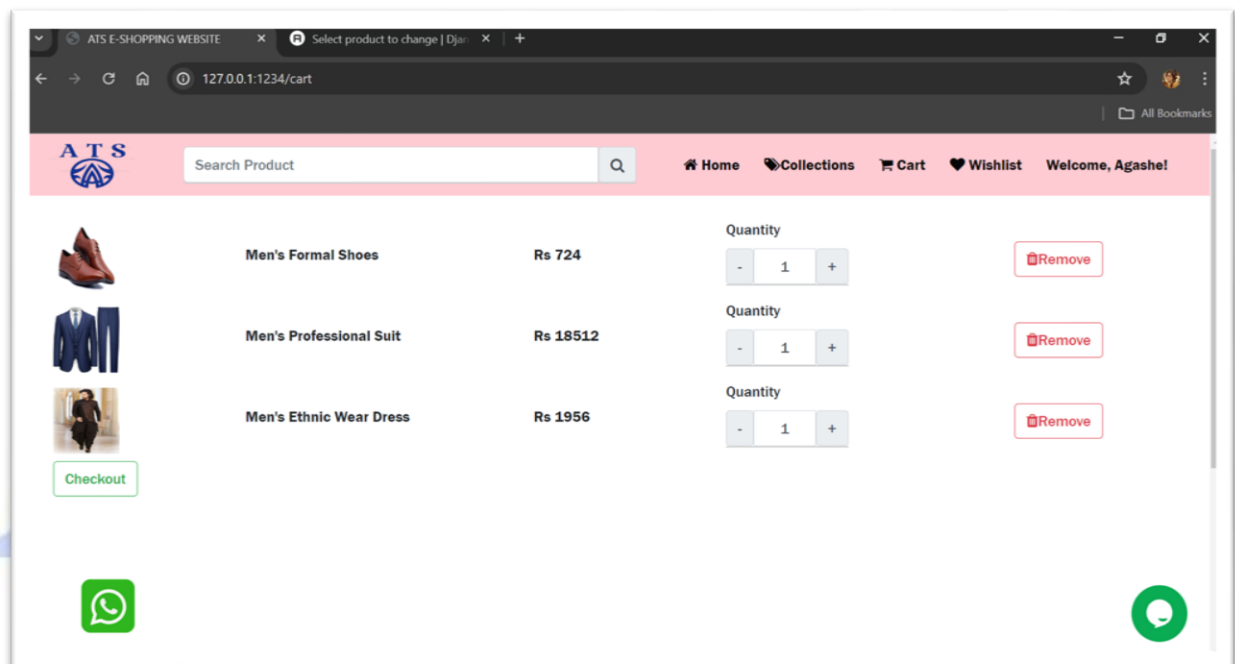 ATS E-SHOPPING WEBSITE
Select product to change | Djan
127.0.0.1:1234/cart
All Bookmarks
ATS
Search Product
Home Collections Cart Wishlist Welcome, Agashe!
Quantity
Men's Formal Shoes Rs 724 - 1 + Remove
Quantity
Men's Professional Suit Rs 18512 - 1 + Remove
Quantity
Men's Ethnic Wear Dress Rs 1956 - 1 + Remove
Checkout